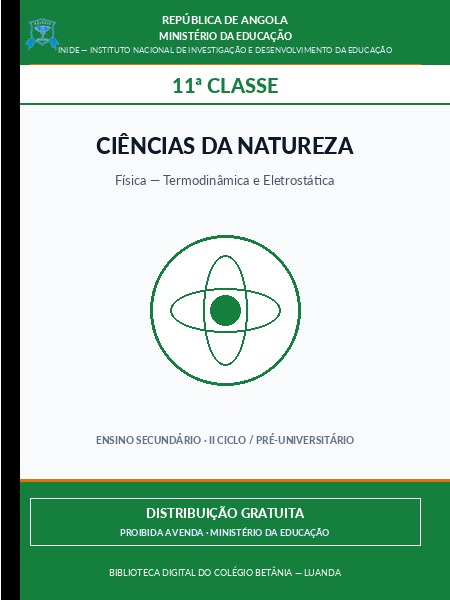 REPÚBLICA DE ANGOLA
MINISTÉRIO DA EDUCAÇÃO
INIDE — INSTITUTO NACIONAL DE INVESTIGAÇÃO E DESENVOLVIMENTO DA EDUCAÇÃO
11ª CLASSE
CIÊNCIAS DA NATUREZA
Física — Termodinâmica e Eletrostática
ENSINO SECUNDÁRIO · II CICLO / PRÉ-UNIVERSITÁRIO
DISTRIBUIÇÃO GRATUITA
PROIBIDA A VENDA · MINISTÉRIO DA EDUCAÇÃO
BIBLIOTECA DIGITAL DO COLÉGIO BETÂNIA — LUANDA